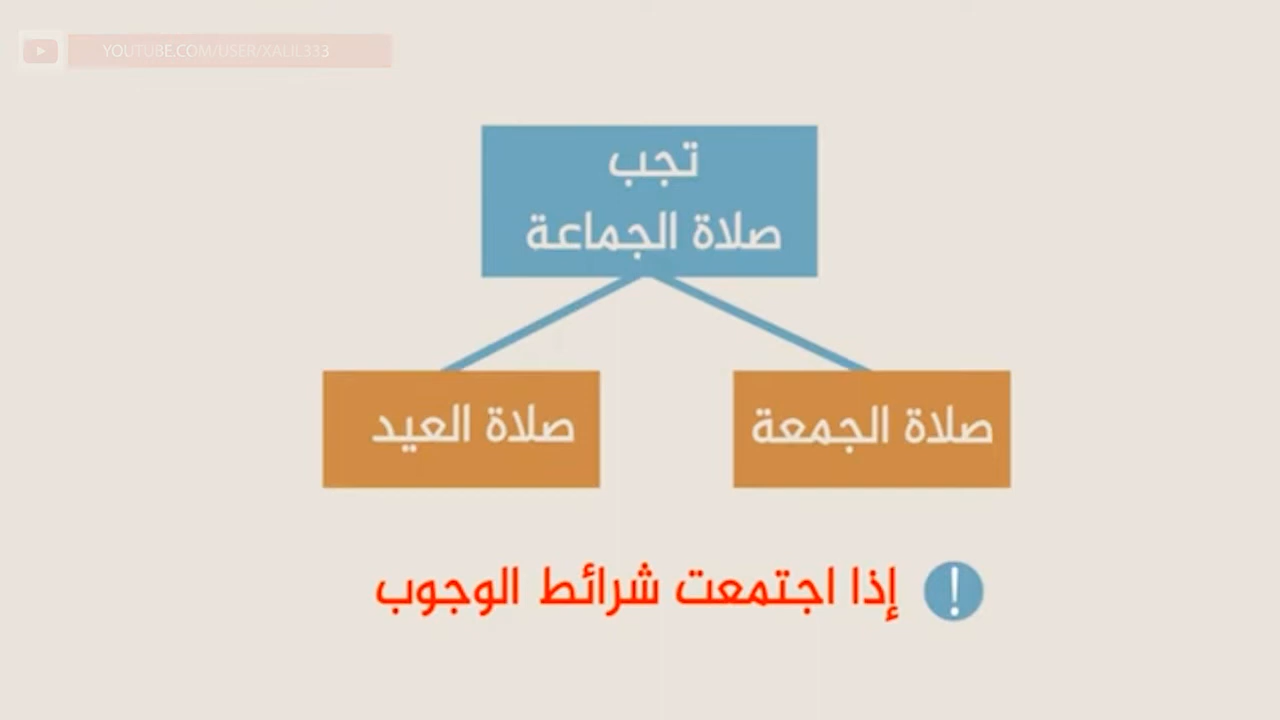 YOUTUBE.COM/USER/XALIL333
تجب
صلاة الجماعة
صلاة الجمعة
صلاة العيد
إذا اجتمعت شرائط الوجوب